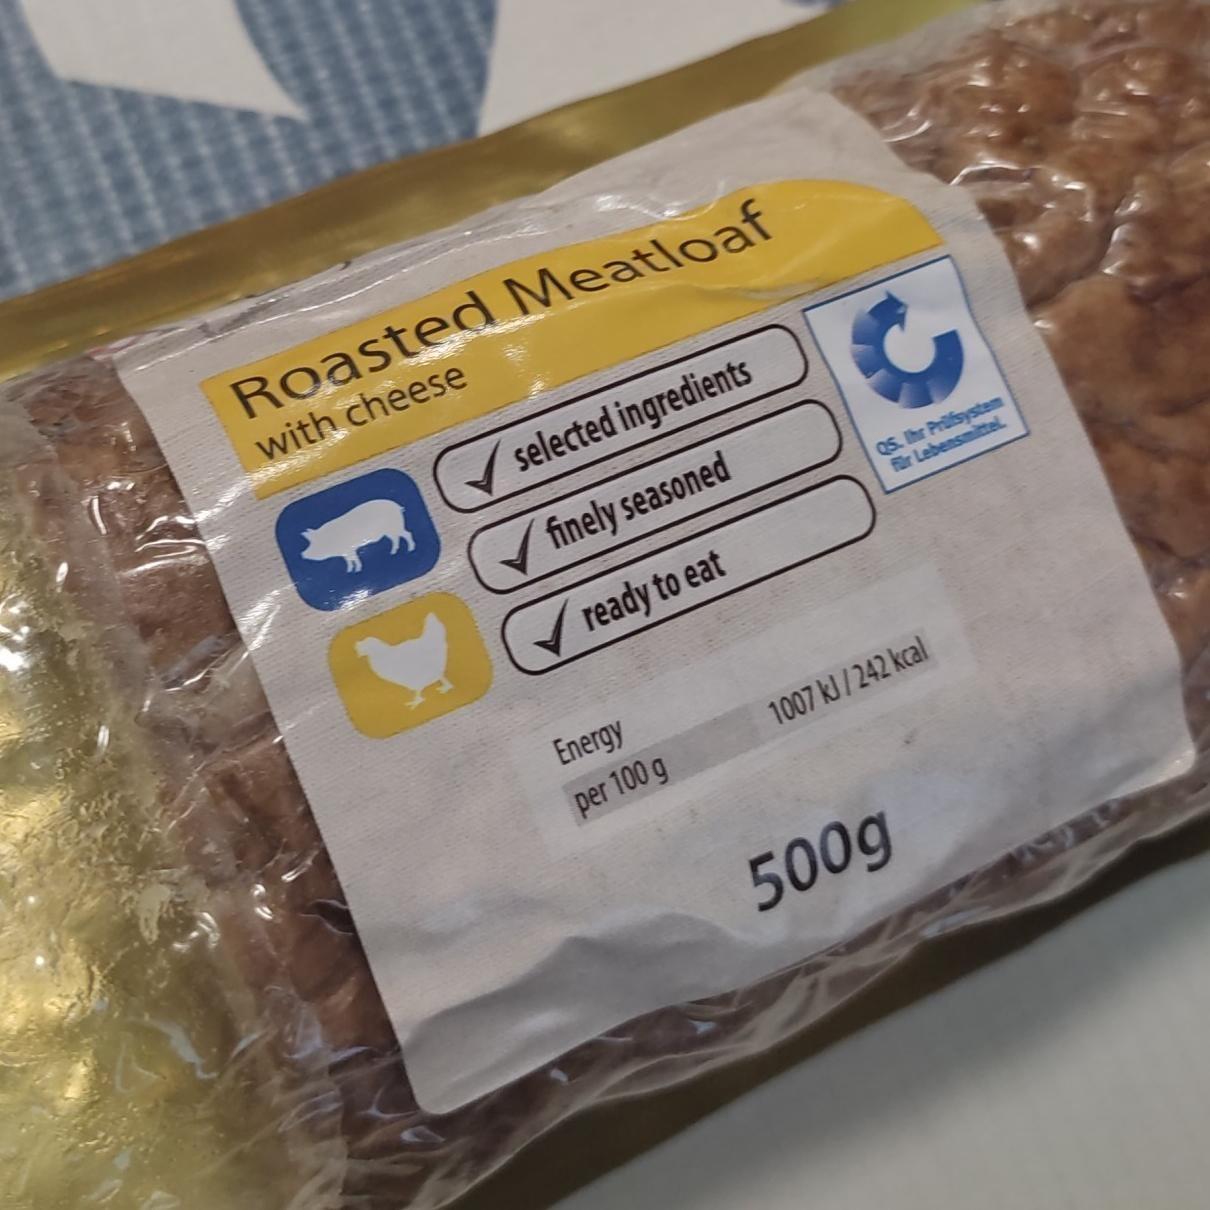 Roasted Meatloaf
with cheese
selected ingredients
finely seasoned
ready to eat
QS. Ihr Prüfsystem
für Lebensmittel.
Energy
per 100 g
1007 kJ / 242 kcal
500g